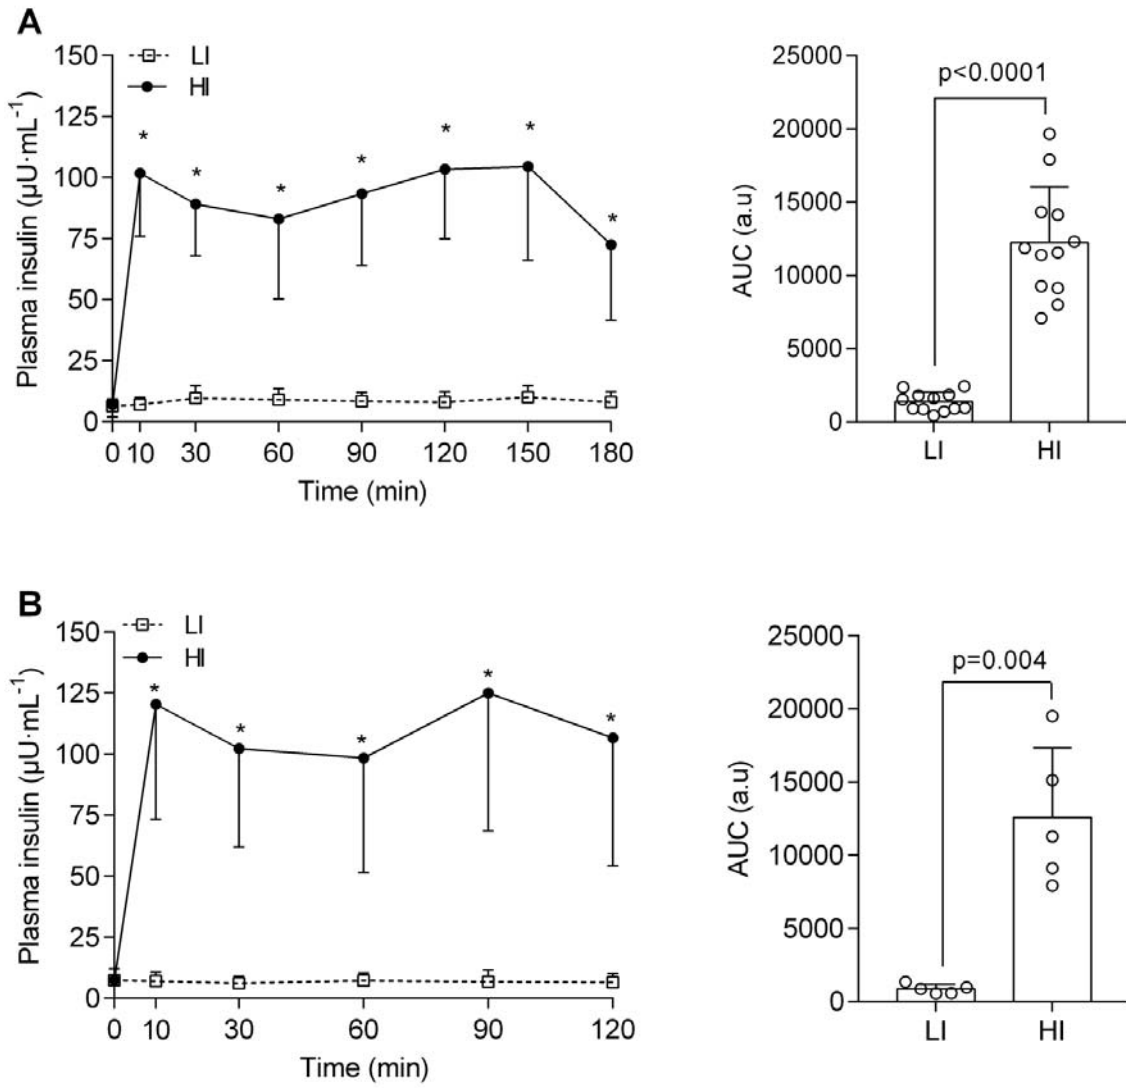 A
LI
HI
150
125
100
75
50
25
0
* * * * * * *
Plasma insulin (µU·mL⁻¹)
0 10 30 60 90 120 150 180
Time (min)
25000
20000
15000
10000
5000
0
AUC (a.u)
p<0.0001
LI HI
B
LI
HI
150
125
100
75
50
25
0
* * * * *
Plasma insulin (µU·mL⁻¹)
0 10 30 60 90 120
Time (min)
25000
20000
15000
10000
5000
0
AUC (a.u)
p=0.004
LI HI